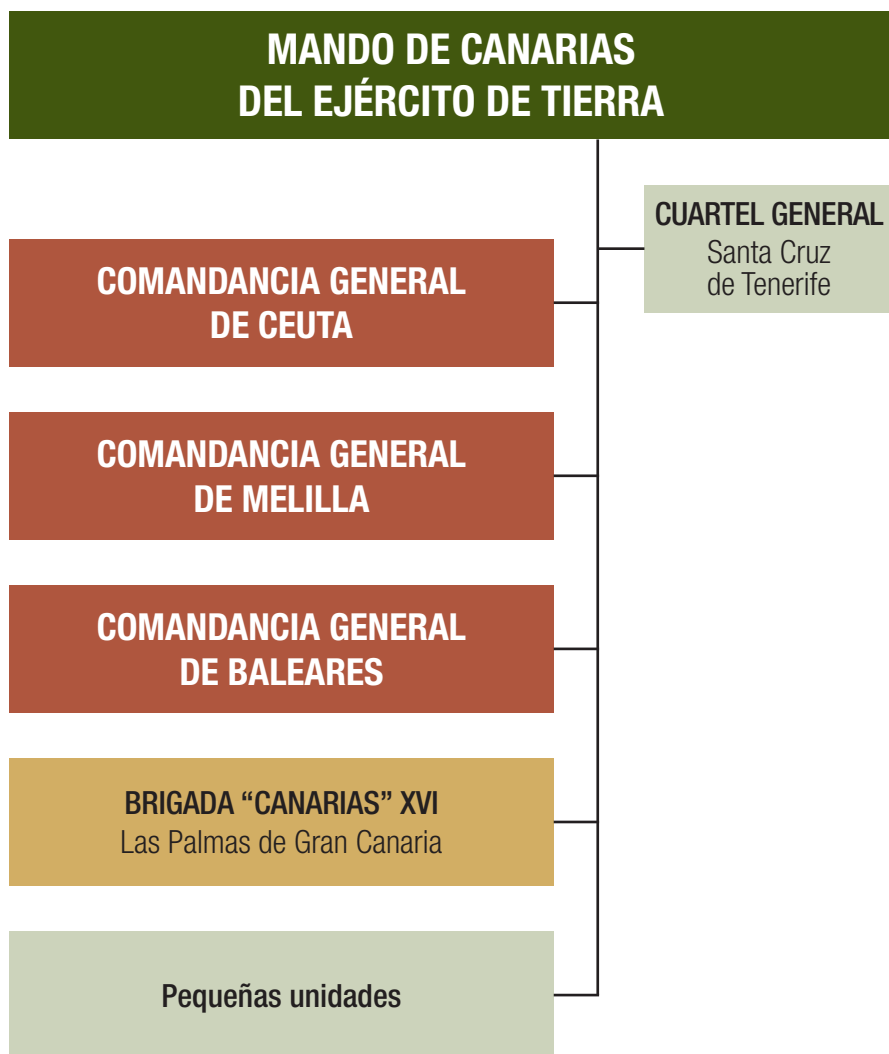 MANDO DE CANARIAS
DEL EJÉRCITO DE TIERRA
CUARTEL GENERAL
Santa Cruz
de Tenerife
COMANDANCIA GENERAL
DE CEUTA
COMANDANCIA GENERAL
DE MELILLA
COMANDANCIA GENERAL
DE BALEARES
BRIGADA “CANARIAS” XVI
Las Palmas de Gran Canaria
Pequeñas unidades